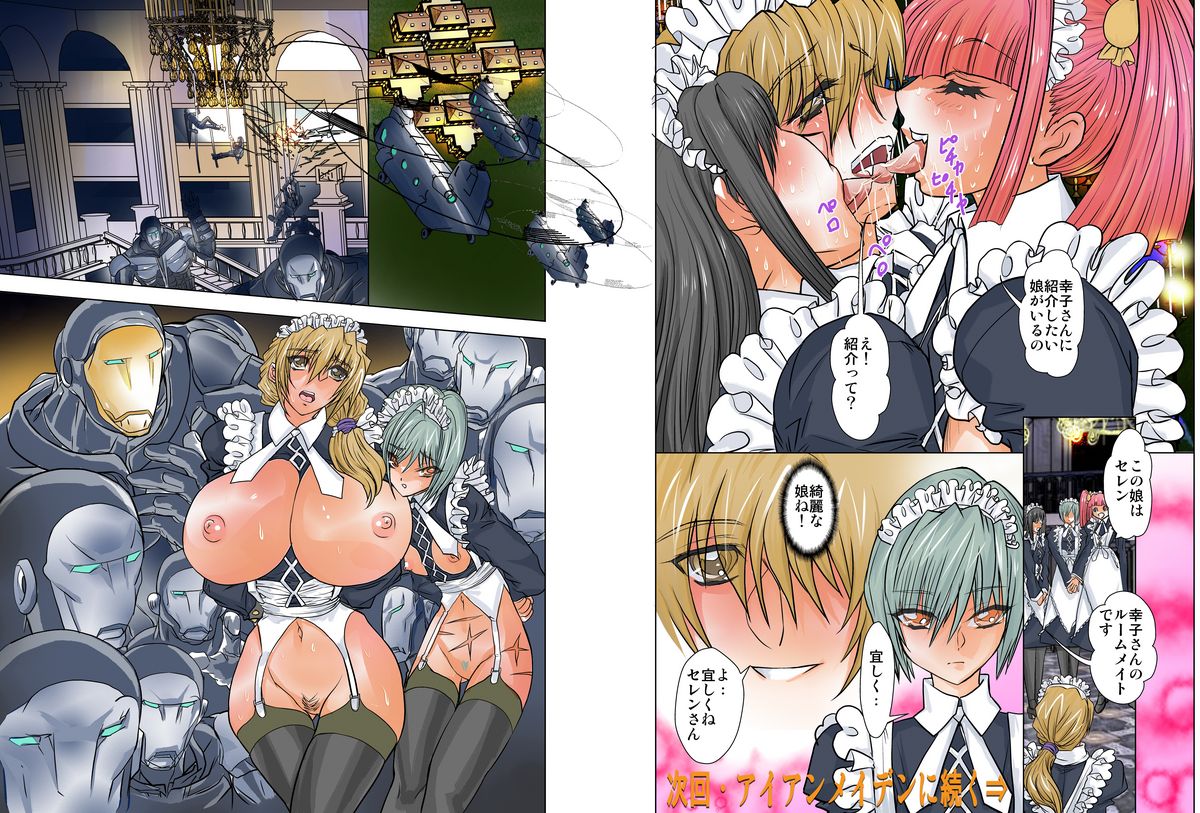 ピチカ
ピチャ
ペロ
ペロ
幸子さんに
紹介したい
娘がいるの
え!
紹介って?
この娘は
セレン
幸子さんの
ルームメイト
です
綺麗な
娘ね!
宜しく‥
よ‥
宜しくね
セレンさん
次回・アイアンメイデンに続く⇒